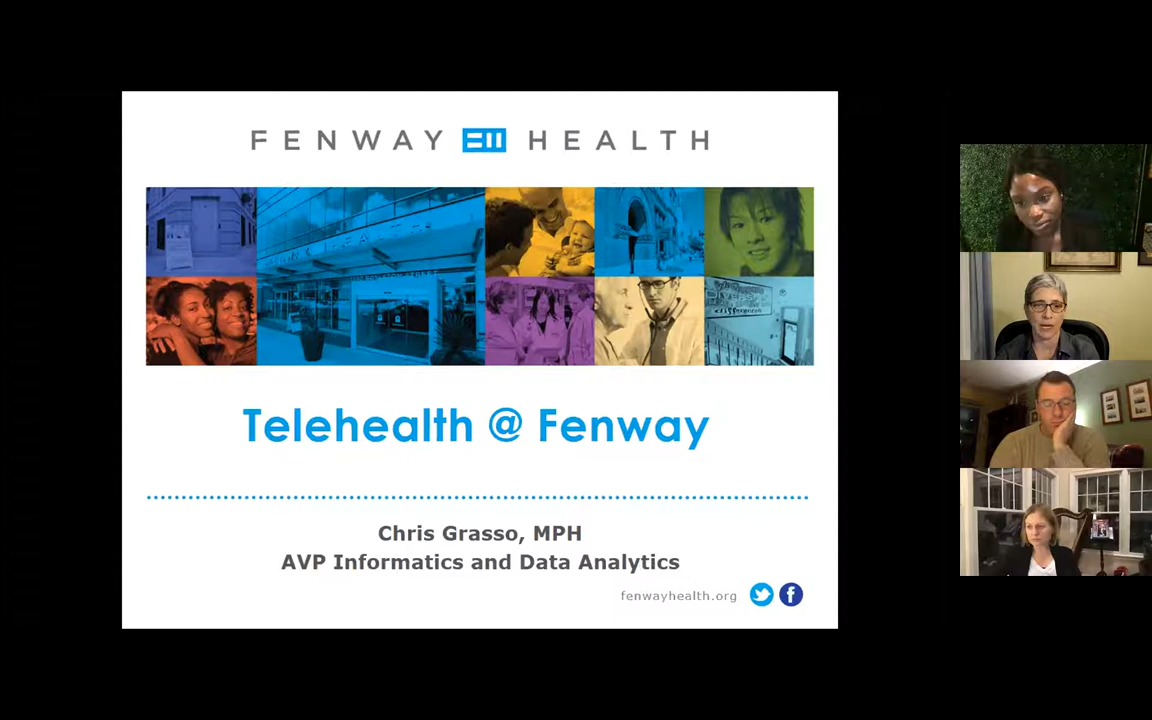 FENWAY HEALTH
Telehealth @ Fenway
Chris Grasso, MPH
AVP Informatics and Data Analytics
fenwayhealth.org